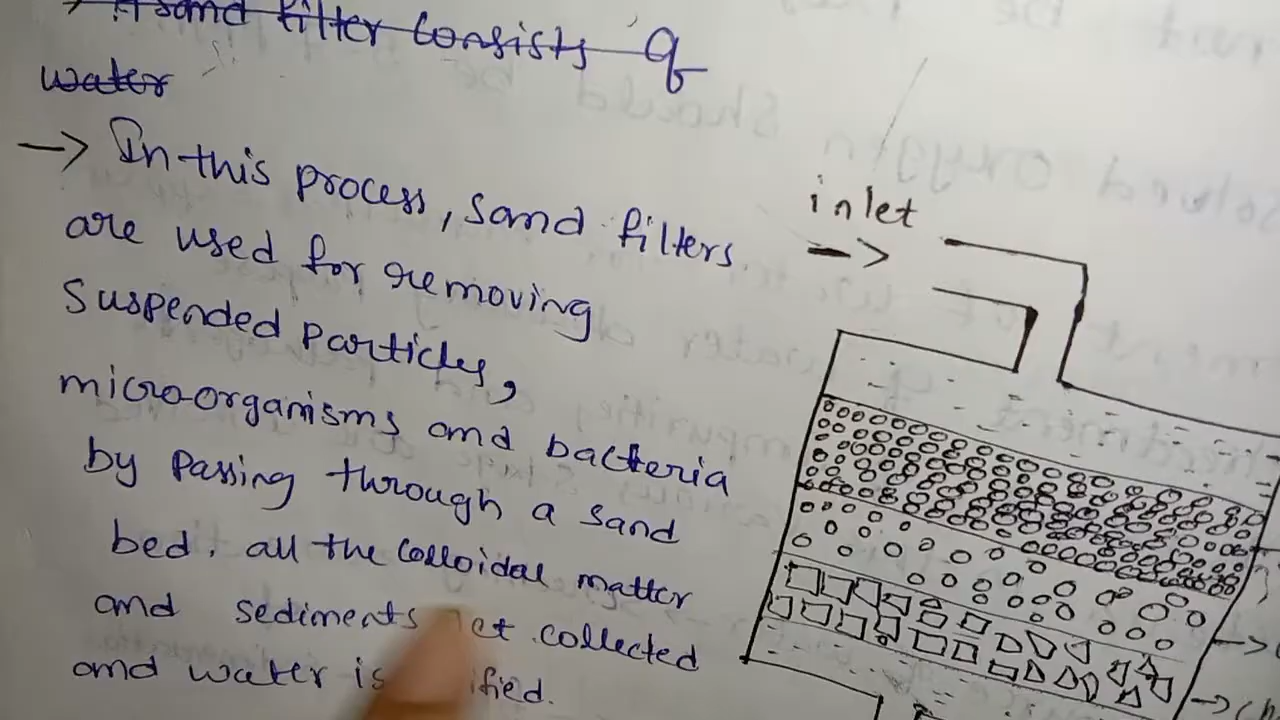 → A sand filter consists of
water
→ In this process, sand filters
are used for removing
suspended particles,
microorganisms and bacteria
by passing through a sand
bed. all the colloidal matter
and sediments get collected
and water is
inlet